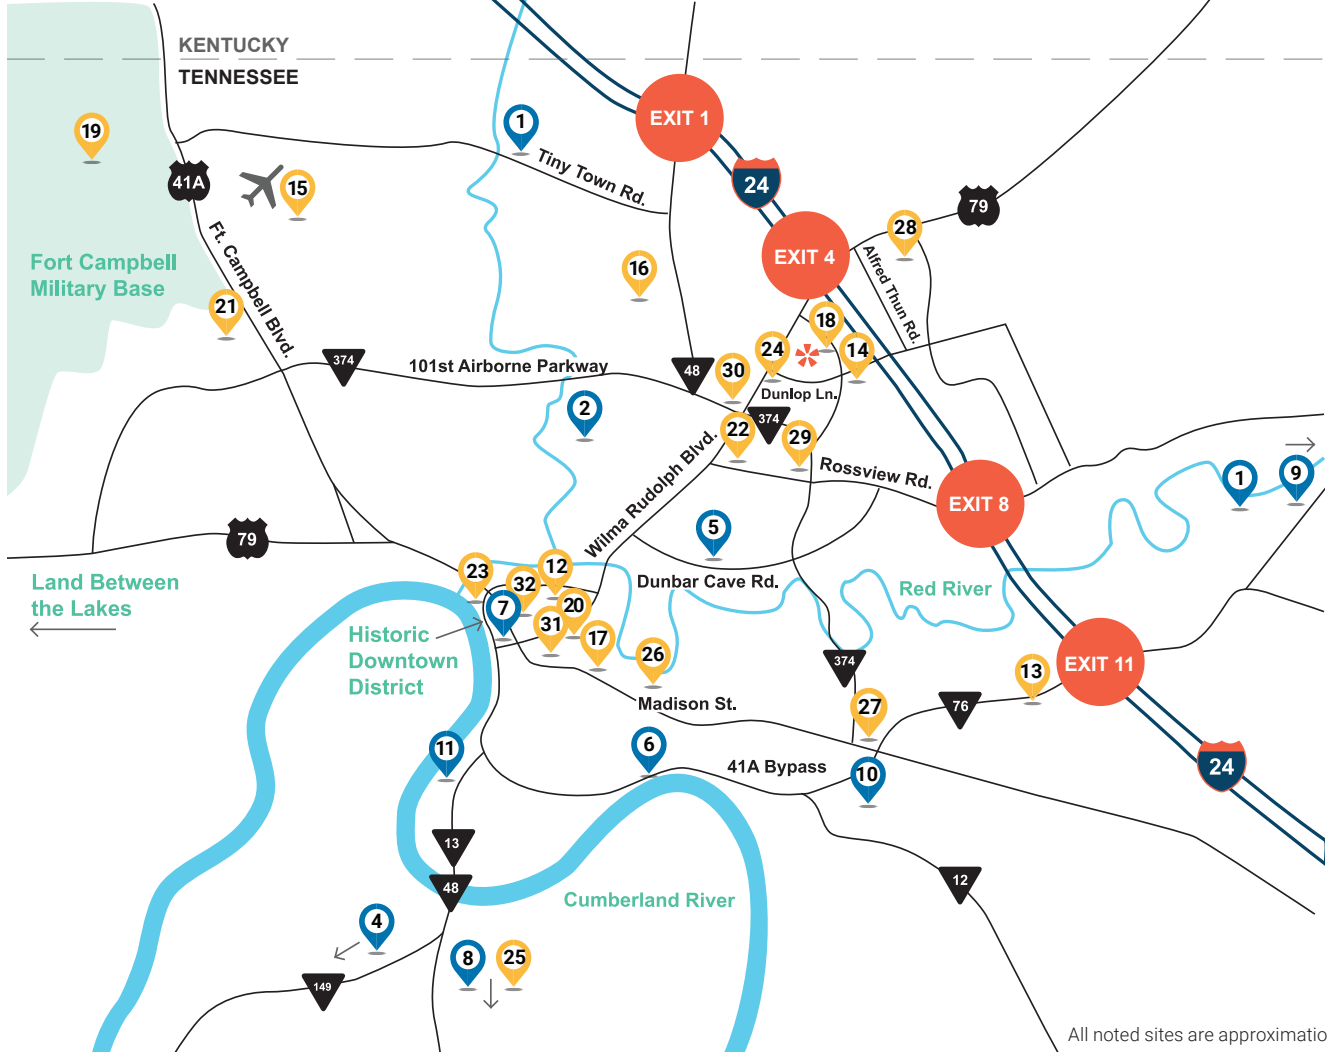 KENTUCKY
TENNESSEE
EXIT 1
1
19
Tiny Town Rd.
41A
15
24
79
28
EXIT 4
Alfred Thun Rd.
Ft. Campbell Blvd.
Fort Campbell
Military Base
16
21
18
24
14
374
101st Airborne Parkway
48
30
Dunlop Ln.
2
374
22
29
Wilma Rudolph Blvd.
Rossview Rd.
EXIT 8
1
9
5
79
Land Between
the Lakes
23
32
12
Dunbar Cave Rd.
Red River
7
20
31
17
26
Historic
Downtown
District
374
EXIT 11
13
Madison St.
27
76
11
6
41A Bypass
10
24
13
48
12
Cumberland River
4
8
25
149
All noted sites are approximatio